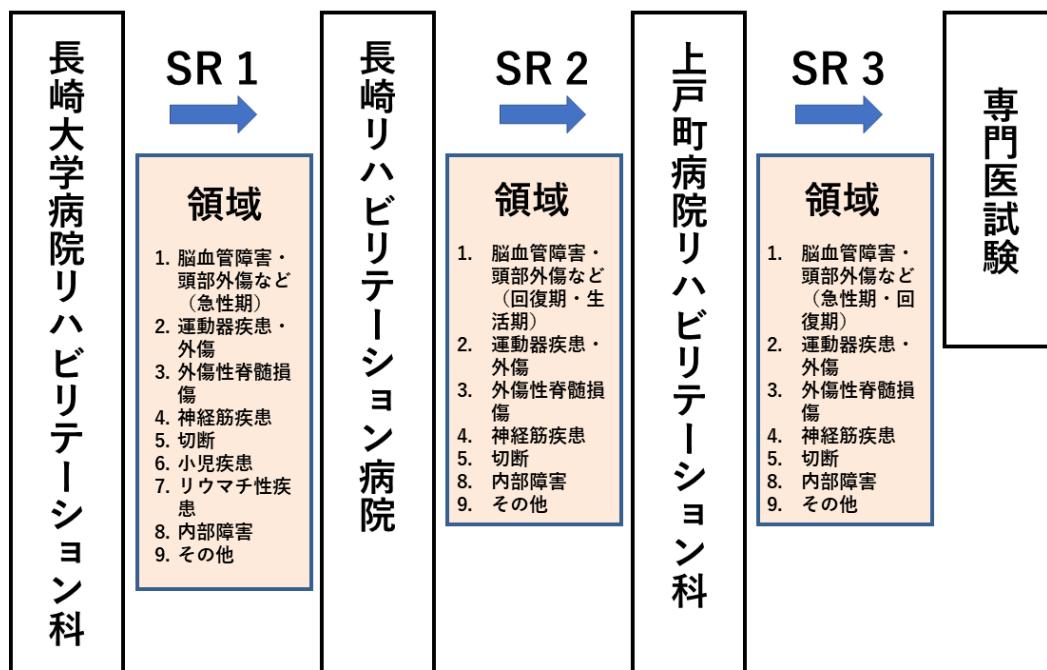 長崎大学病院リハビリテーション科
SR 1
領域
1. 脳血管障害・
頭部外傷など
（急性期）
2. 運動器疾患・
外傷
3. 外傷性脊髄損
傷
4. 神経筋疾患
5. 切断
6. 小児疾患
7. リウマチ性疾
患
8. 内部障害
9. その他
長崎リハビリテーション病院
SR 2
領域
1. 脳血管障害・
頭部外傷など
（回復期・生
活期）
2. 運動器疾患・
外傷
3. 外傷性脊髄損
傷
4. 神経筋疾患
5. 切断
8. 内部障害
9. その他
上戸町病院リハビリテーション科
SR 3
領域
1. 脳血管障害・
頭部外傷など
（急性期・回
復期）
2. 運動器疾患・
外傷
3. 外傷性脊髄損
傷
4. 神経筋疾患
5. 切断
8. 内部障害
9. その他
専門医試験